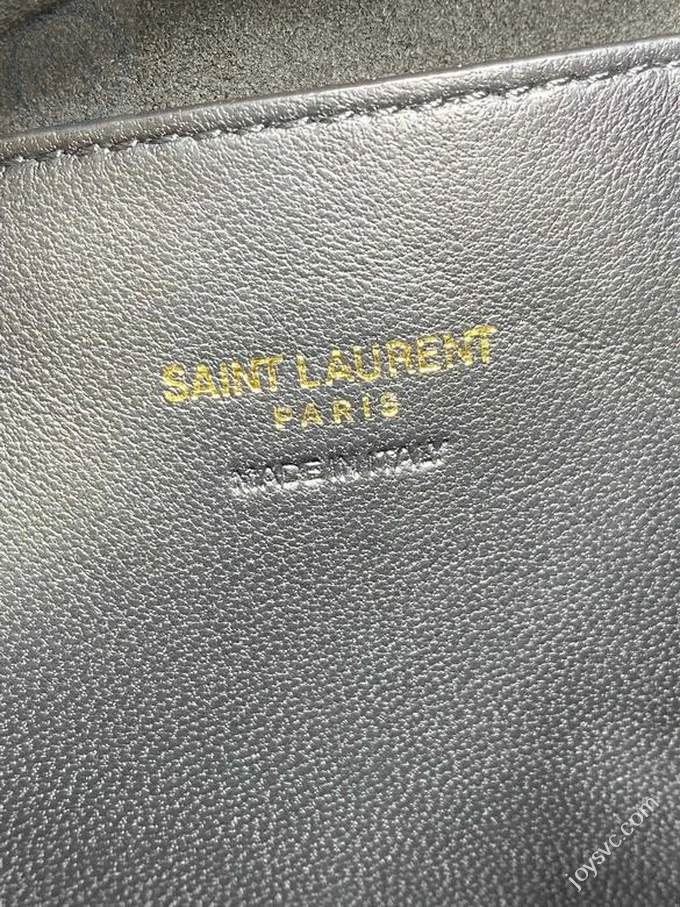 SAINT LAURENT
PARIS
MADE IN ITALY
joysvc.com